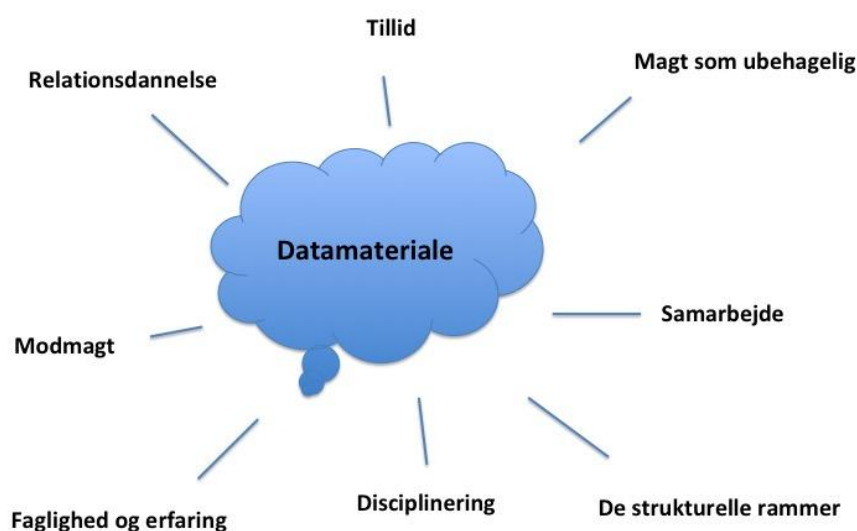 Tillid
Magt som ubehagelig
Relationsdannelse
Datamateriale
Samarbejde
Modmagt
Disciplinering
De strukturelle rammer
Faglighed og erfaring